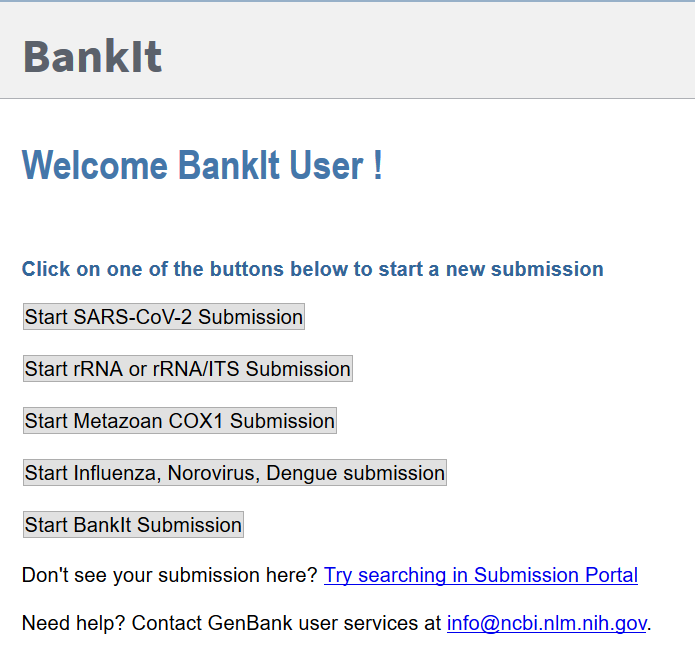 BankIt
Welcome BankIt User !
Click on one of the buttons below to start a new submission
Start SARS-CoV-2 Submission
Start rRNA or rRNA/ITS Submission
Start Metazoan COX1 Submission
Start Influenza, Norovirus, Dengue submission
Start BankIt Submission
Don't see your submission here? Try searching in Submission Portal
Need help? Contact GenBank user services at info@ncbi.nlm.nih.gov.